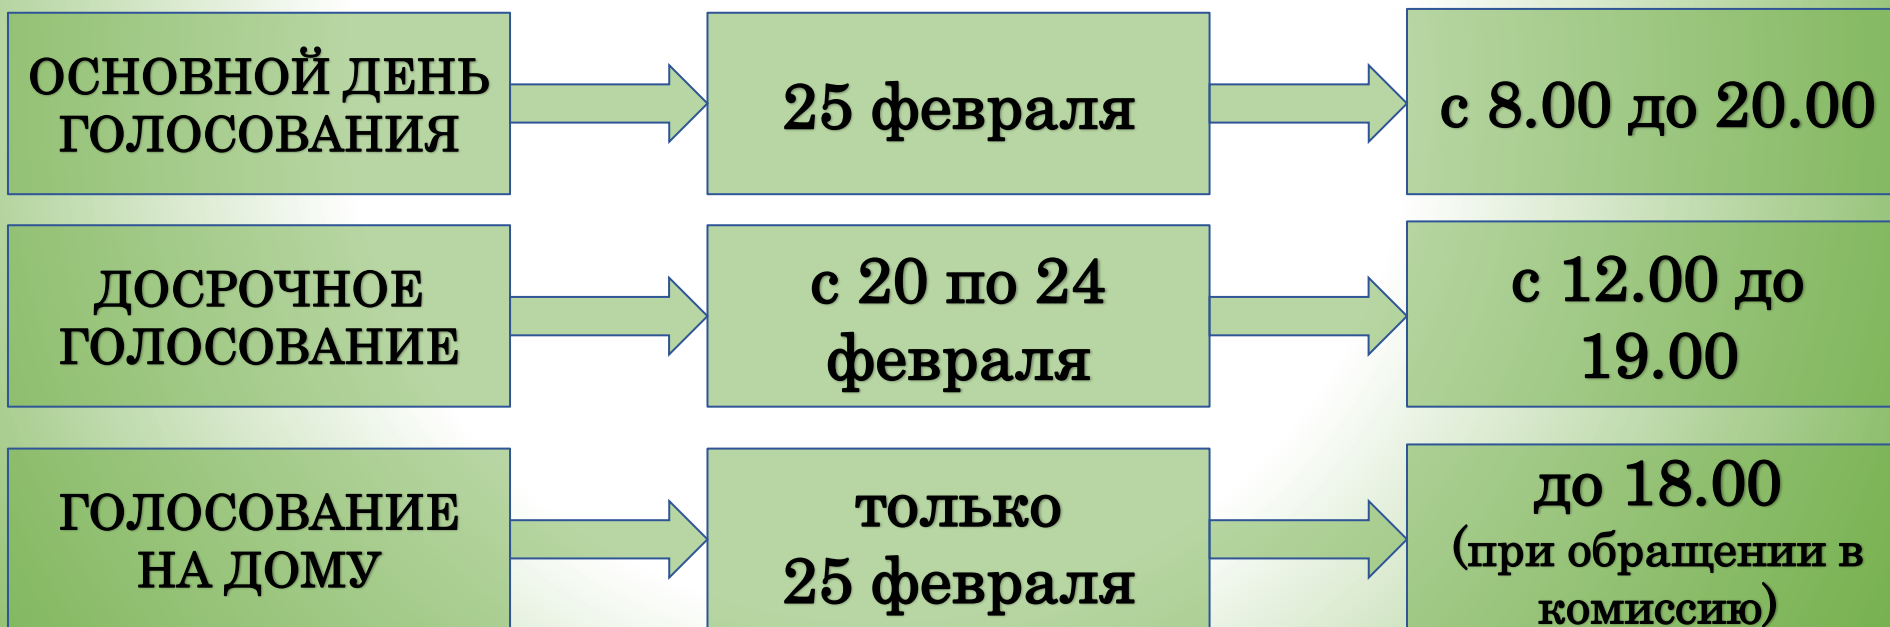 ОСНОВНОЙ ДЕНЬ
ГОЛОСОВАНИЯ
25 февраля
с 8.00 до 20.00
ДОСРОЧНОЕ
ГОЛОСОВАНИЕ
с 20 по 24
февраля
с 12.00 до
19.00
ГОЛОСОВАНИЕ
НА ДОМУ
только
25 февраля
до 18.00
(при обращении в
комиссию)